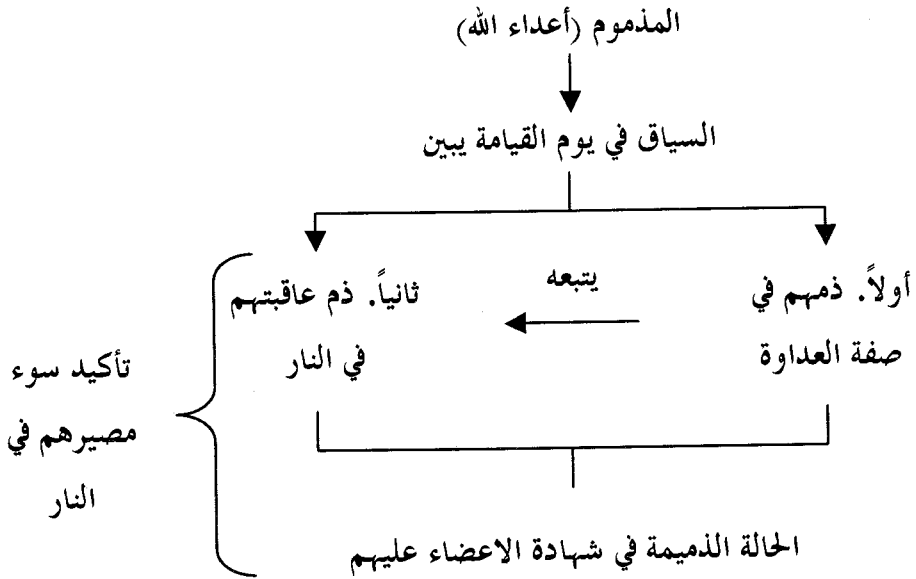 المذموم (أعداء الله)
السياق في يوم القيامة يبين
أولاً. ذمهم في
صفة العداوة
يتبعه
ثانياً. ذم عاقبتهم
في النار
تأكيد سوء
مصيرهم في
النار
الحالة الذميمة في شهادة الاعضاء عليهم